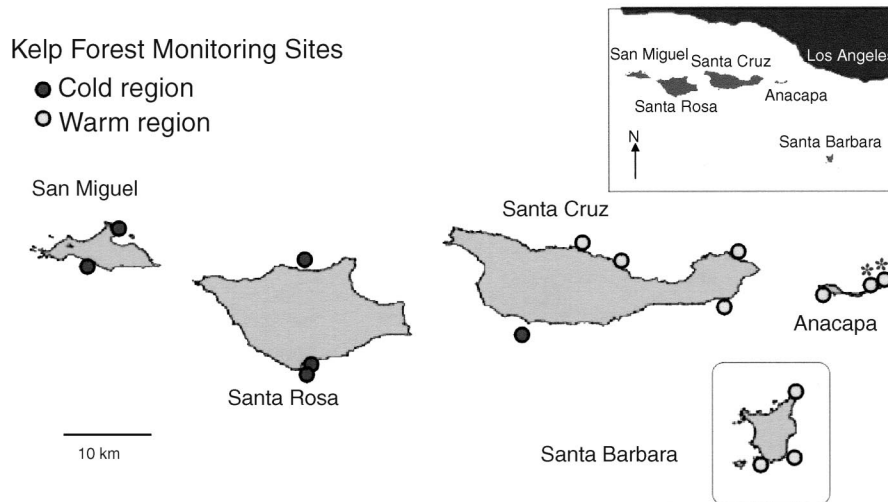 Kelp Forest Monitoring Sites
Cold region
Warm region
San Miguel
Santa Cruz
Los Angeles
Santa Rosa
Anacapa
N
Santa Barbara
San Miguel
Santa Cruz
Anacapa
* *
Santa Rosa
10 km
Santa Barbara